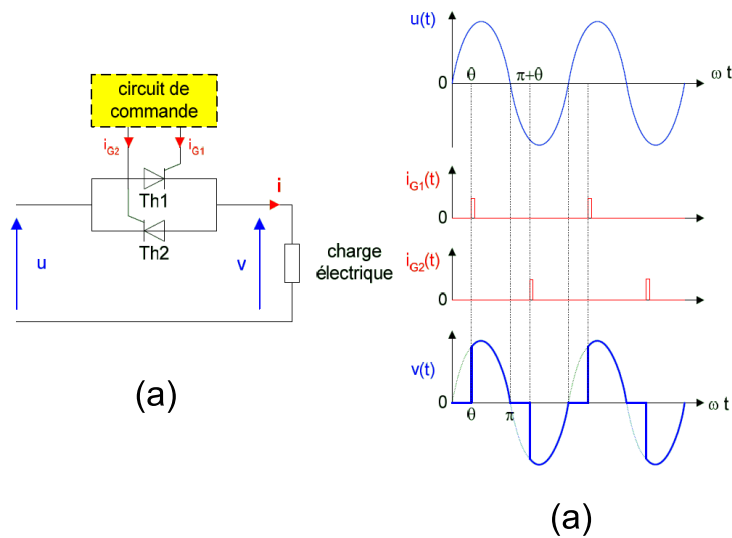 circuit de
commande
iG2
iG1
Th1
Th2
i
u
v
charge
électrique
(a)
u(t)
0
θ
π+θ
ω t
iG1(t)
0
iG2(t)
0
v(t)
0
θ
π
ω t
(a)